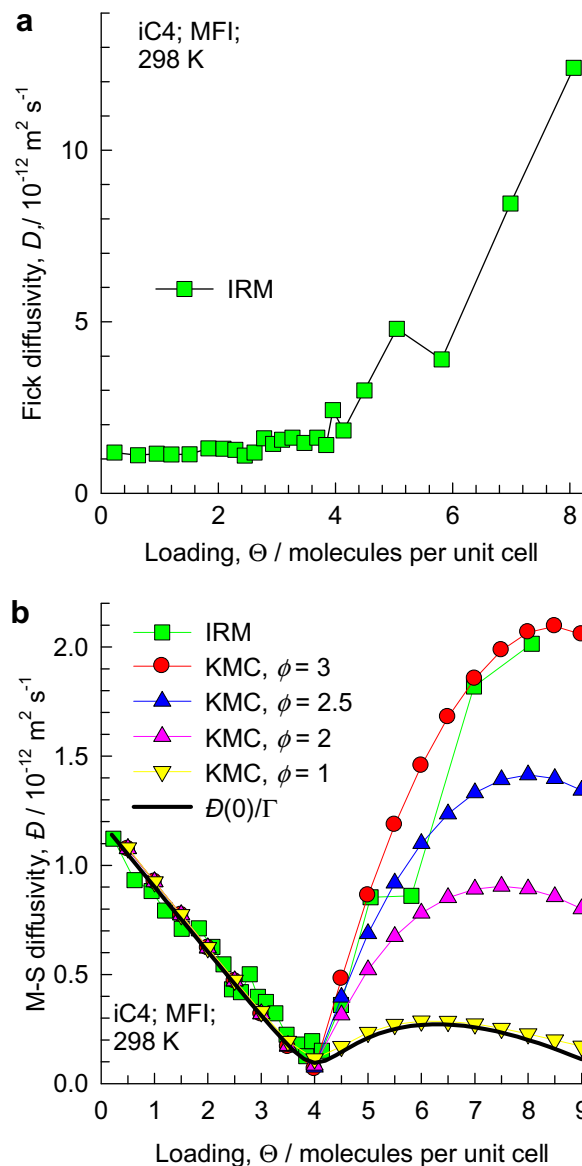 a
iC4; MFI;
298 K
10
5
0
Fick diffusivity, D,/ 10⁻¹² m² s⁻¹
IRM
0 2 4 6 8
Loading, Θ / molecules per unit cell
b
IRM
KMC, ϕ = 3
KMC, ϕ = 2.5
KMC, ϕ = 2
KMC, ϕ = 1
Đ(0)/Γ
2.0
1.5
1.0
0.5
0.0
M-S diffusivity, Đ / 10⁻¹² m² s⁻¹
iC4; MFI;
298 K
0 1 2 3 4 5 6 7 8 9
Loading, Θ / molecules per unit cell